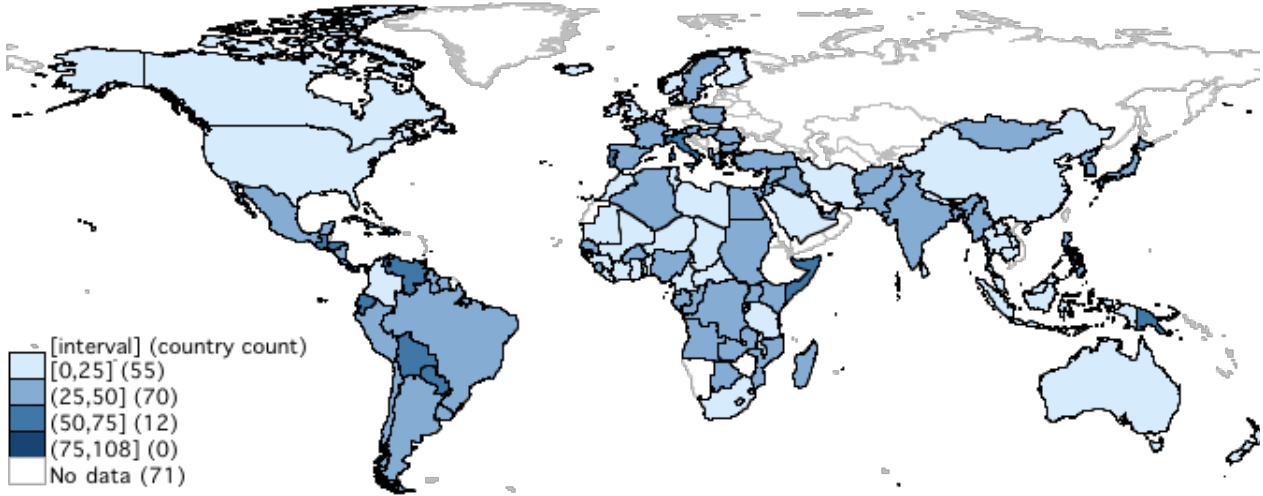 [interval] (country count)
[0,25] (55)
(25,50] (70)
(50,75] (12)
(75,108] (0)
No data (71)